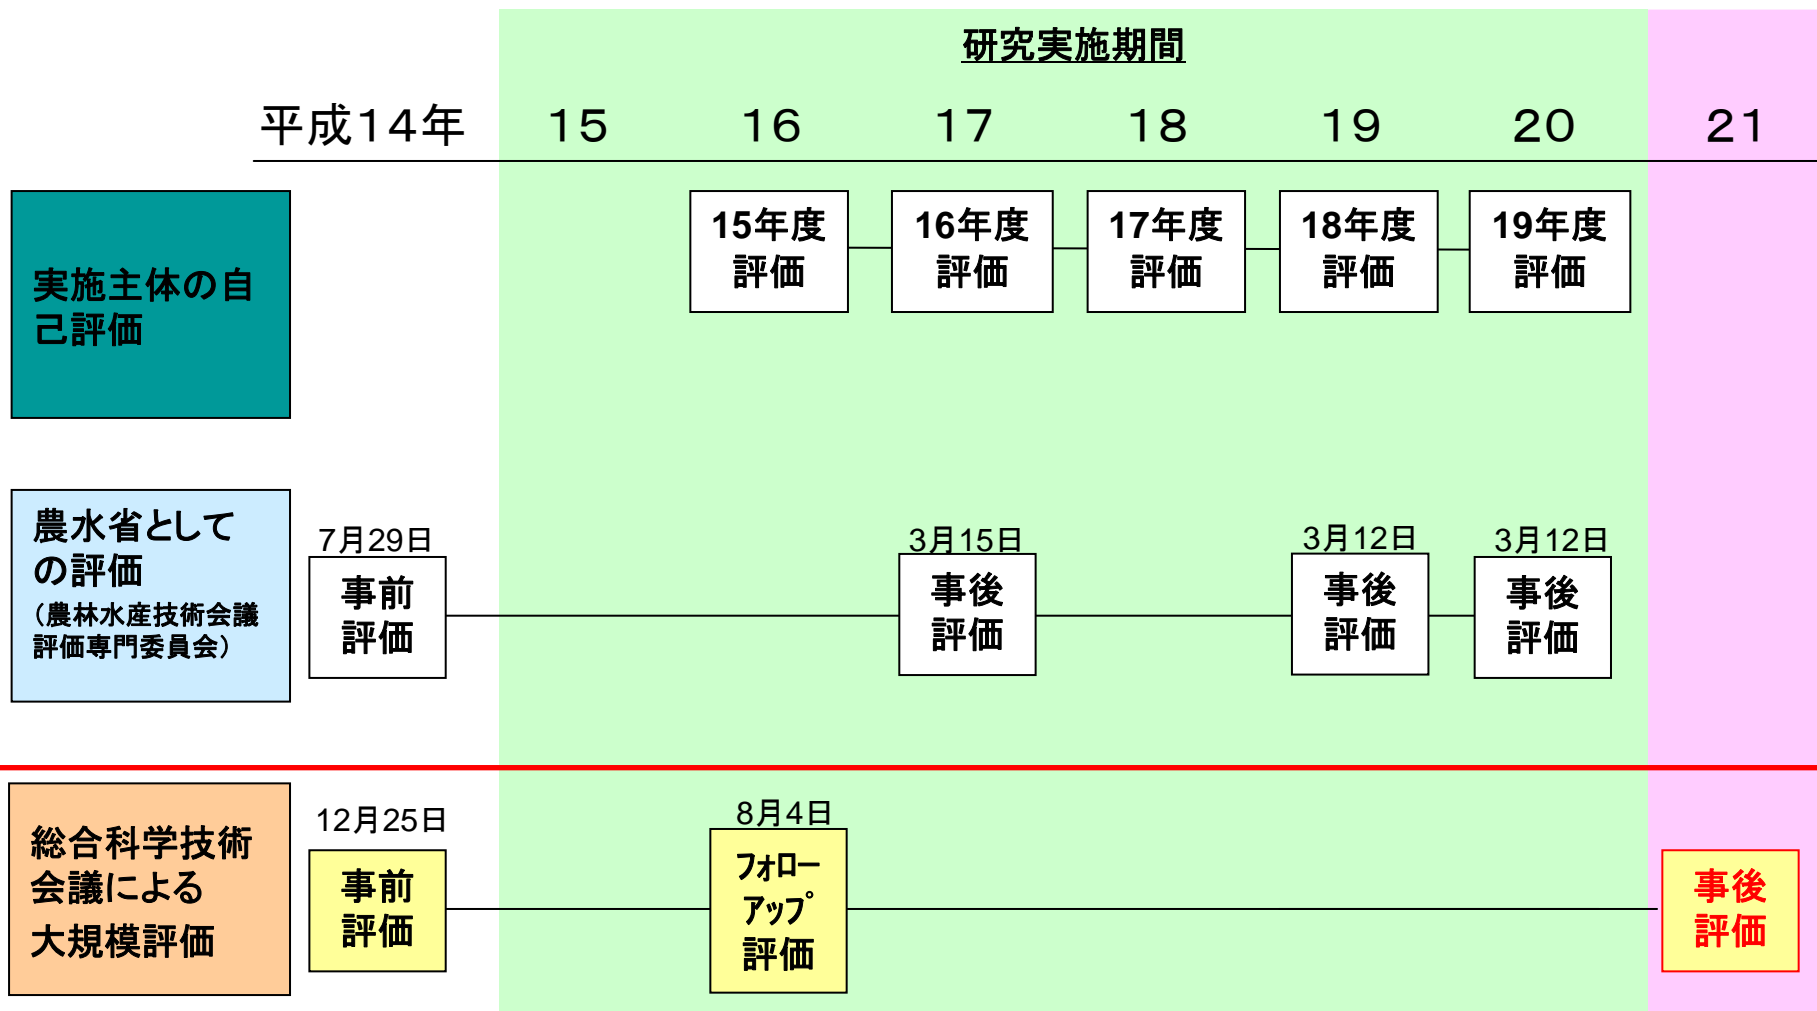 研究実施期間
平成14年 15 16 17 18 19 20 21
実施主体の自
己評価
15年度
評価
16年度
評価
17年度
評価
18年度
評価
19年度
評価
農水省として
の評価
（農林水産技術会議
評価専門委員会）
7月29日
事前
評価
3月15日
事後
評価
3月12日
事後
評価
3月12日
事後
評価
総合科学技術
会議による
大規模評価
12月25日
事前
評価
8月4日
フォロー
アップ
評価
事後
評価